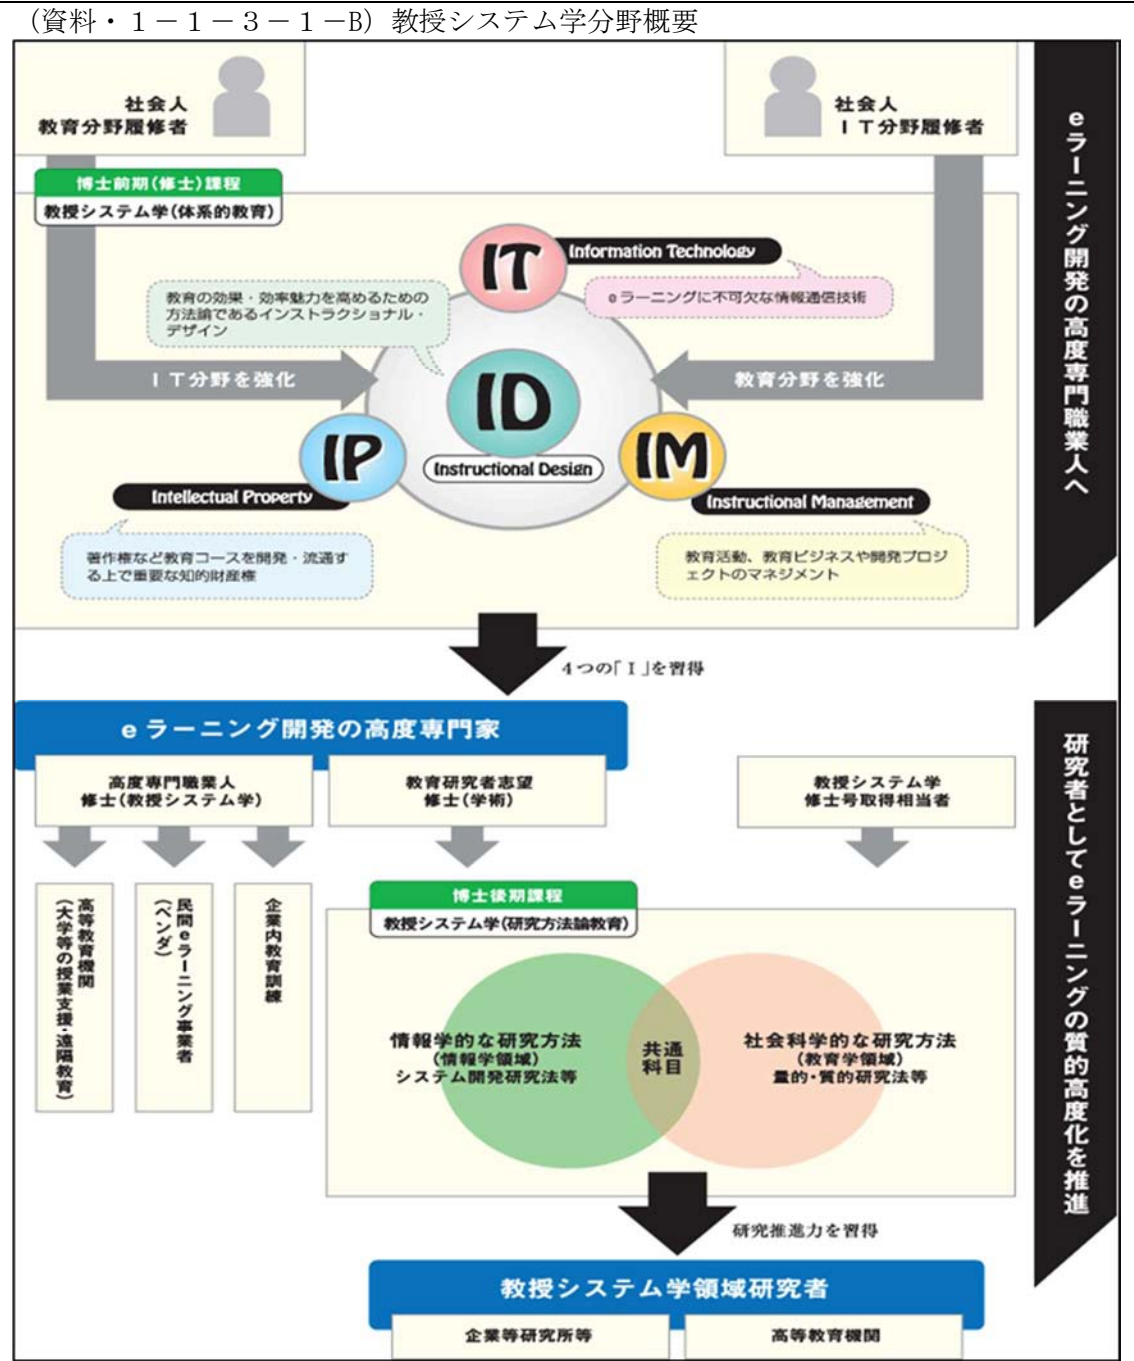 （資料・１－１－３－１－B）教授システム学分野概要
社会人
教育分野履修者
社会人
ＩＴ分野履修者
eラーニング開発の高度専門職業人へ
博士前期(修士)課程
教授システム学(体系的教育)
IT
Information Technology
eラーニングに不可欠な情報通信技術
教育の効果・効率魅力を高めるための
方法論であるインストラクショナル・
デザイン
ＩＴ分野を強化
教育分野を強化
ID
Instructional Design
IP
Intellectual Property
著作権など教育コースを開発・流通す
る上で重要な知的財産権
IM
Instructional Management
教育活動、教育ビジネスや開発プロジ
ェクトのマネジメント
４つの「Ｉ」を習得
eラーニング開発の高度専門家
高度専門職業人
修士(教授システム学)
教育研究者志望
修士(学術)
教授システム学
修士号取得相当者
研究者としてeラーニングの質的高度化を推進
高等教育機関
(大学等の授業支援・遠隔教育)
民間eラーニング事業者
(ベンダ)
企業内教育訓練
博士後期課程
教授システム学(研究方法論教育)
情報学的な研究方法
(情報学領域)
システム開発研究法等
共通
科目
社会科学的な研究方法
(教育学領域)
量的・質的研究法等
研究推進力を習得
教授システム学領域研究者
企業等研究所等
高等教育機関